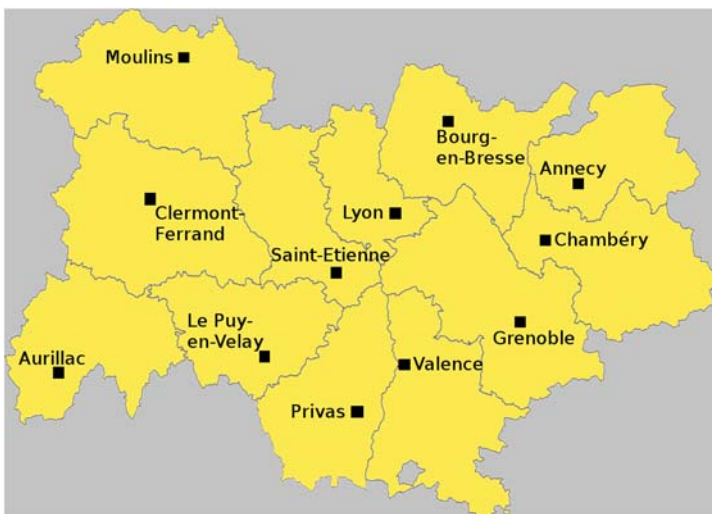 Moulins
Bourg-
en-Bresse
Annecy
Clermont-
Ferrand
Lyon
Chambéry
Saint-Etienne
Le Puy-
en-Velay
Grenoble
Aurillac
Valence
Privas